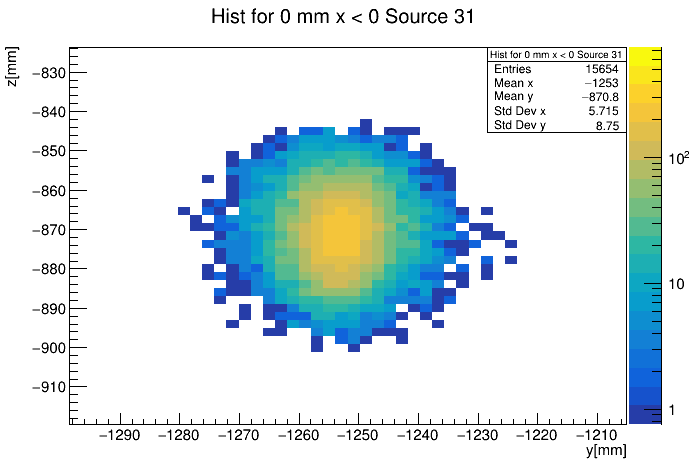 Hist for 0 mm x < 0 Source 31
z[mm]
Hist for 0 mm x < 0 Source 31
Entries 15654
Mean x −1253
Mean y −870.8
Std Dev x 5.715
Std Dev y 8.75
−830
−840
−850
−860
−870
−880
−890
−900
−910
10²
10
1
−1290 −1280 −1270 −1260 −1250 −1240 −1230 −1220 −1210
y[mm]